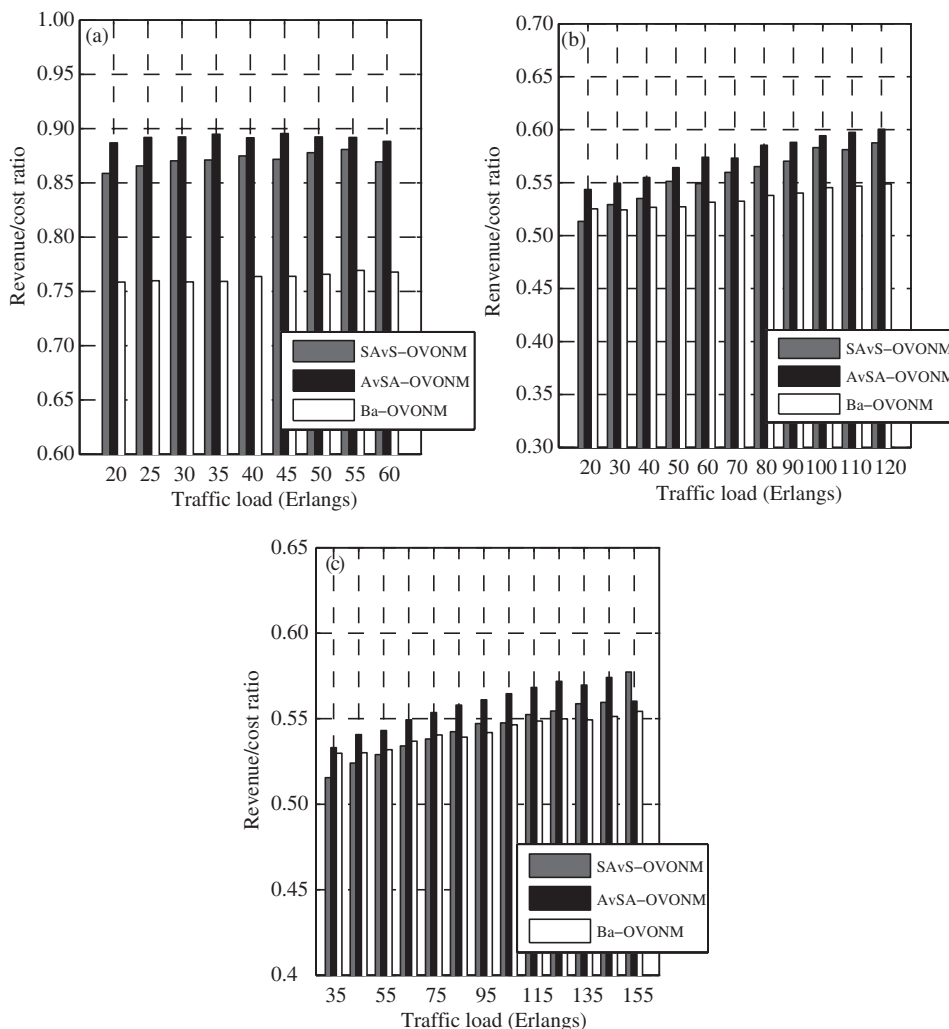 (a)
Revenue/cost ratio
1.00
0.95
0.90
0.85
0.80
0.75
0.70
0.65
0.60
SAvS–OVONM
AvSA–OVONM
Ba–OVONM
20 25 30 35 40 45 50 55 60
Traffic load (Erlangs)
(b)
Renvenue/cost ratio
0.70
0.65
0.60
0.55
0.50
0.45
0.40
0.35
0.30
SAvS–OVONM
AvSA–OVONM
Ba–OVONM
20 30 40 50 60 70 80 90 100 110 120
Traffic load (Erlangs)
(c)
Revenue/cost ratio
0.65
0.60
0.55
0.50
0.45
0.4
SAvS–OVONM
AvSA–OVONM
Ba–OVONM
35 55 75 95 115 135 155
Traffic load (Erlangs)